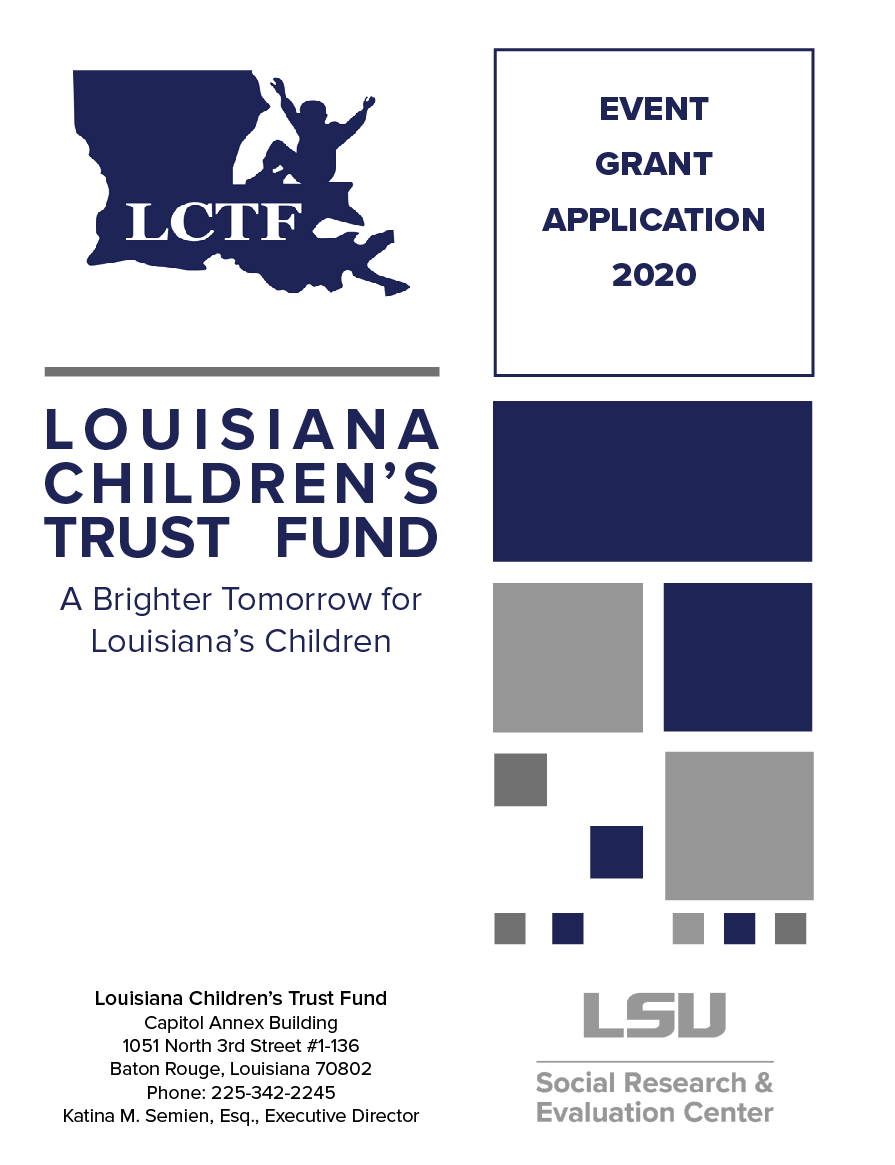 LCTF
EVENT
GRANT
APPLICATION
2020
LOUISIANA
CHILDREN’S
TRUST FUND
A Brighter Tomorrow for
Louisiana’s Children
Louisiana Children’s Trust Fund
Capitol Annex Building
1051 North 3rd Street #1-136
Baton Rouge, Louisiana 70802
Phone: 225-342-2245
Katina M. Semien, Esq., Executive Director
LSU
Social Research &
Evaluation Center